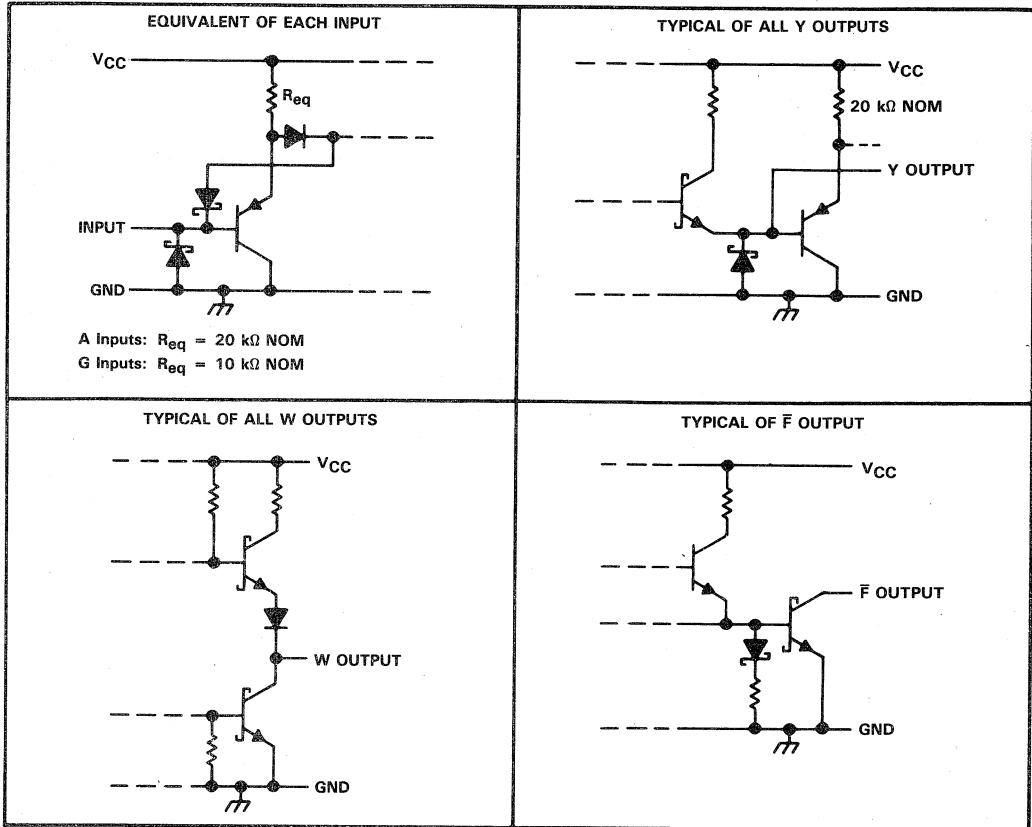 EQUIVALENT OF EACH INPUT
VCC
Req
INPUT
GND
A Inputs: Req = 20 kΩ NOM
G Inputs: Req = 10 kΩ NOM
TYPICAL OF ALL Y OUTPUTS
VCC
20 kΩ NOM
Y OUTPUT
GND
TYPICAL OF ALL W OUTPUTS
VCC
W OUTPUT
GND
TYPICAL OF F̅ OUTPUT
VCC
F̅ OUTPUT
GND